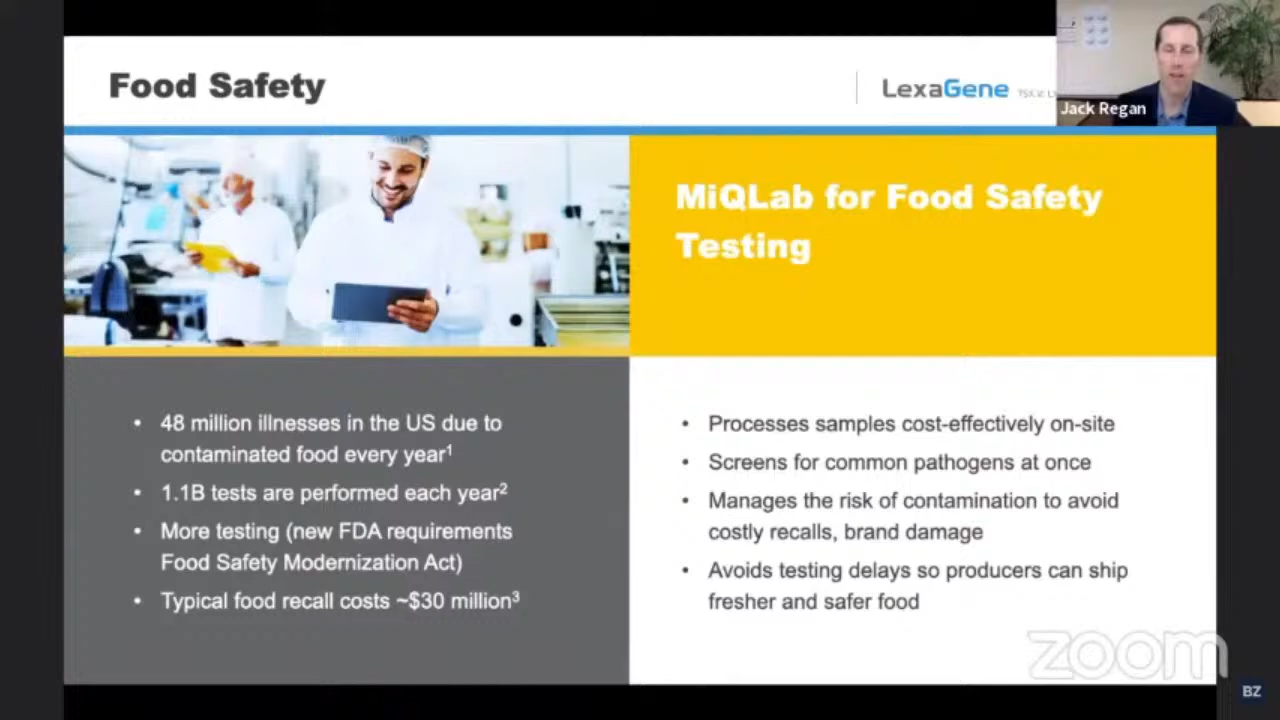 Food Safety
LexaGene
Jack Regan
MiQLab for Food Safety
Testing
• 48 million illnesses in the US due to
contaminated food every year¹
• 1.1B tests are performed each year²
• More testing (new FDA requirements
Food Safety Modernization Act)
• Typical food recall costs ~$30 million³
• Processes samples cost-effectively on-site
• Screens for common pathogens at once
• Manages the risk of contamination to avoid
costly recalls, brand damage
• Avoids testing delays so producers can ship
fresher and safer food
zoom
BZ